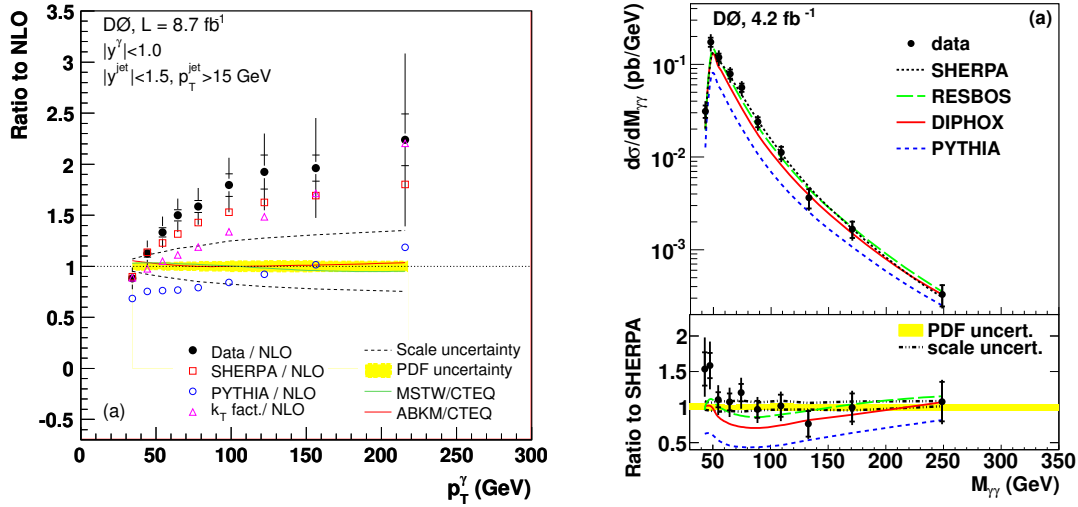 Ratio to NLO
3.5
3
2.5
2
1.5
1
0.5
0
-0.5
DØ, L = 8.7 fb⁻¹
|y^γ|<1.0
|y^jet|<1.5, p_T^jet>15 GeV
Data / NLO
SHERPA / NLO
PYTHIA / NLO
k_T fact./ NLO
Scale uncertainty
PDF uncertainty
MSTW/CTEQ
ABKM/CTEQ
(a)
0 50 100 150 200 250 300
p_T^γ (GeV)
dσ/dM_γγ (pb/GeV)
10⁻¹
10⁻²
10⁻³
DØ, 4.2 fb⁻¹
(a)
data
SHERPA
RESBOS
DIPHOX
PYTHIA
Ratio to SHERPA
2
1.5
1
0.5
PDF uncert.
scale uncert.
50 100 150 200 250 300 350
M_γγ (GeV)